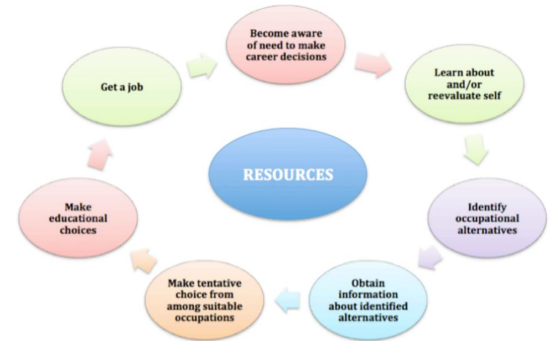 Become aware
of need to make
career decisions
Learn about
and/or
reevaluate self
Identify
occupational
alternatives
Obtain
information
about identified
alternatives
Make tentative
choice from
among suitable
occupations
Make
educational
choices
Get a job
RESOURCES